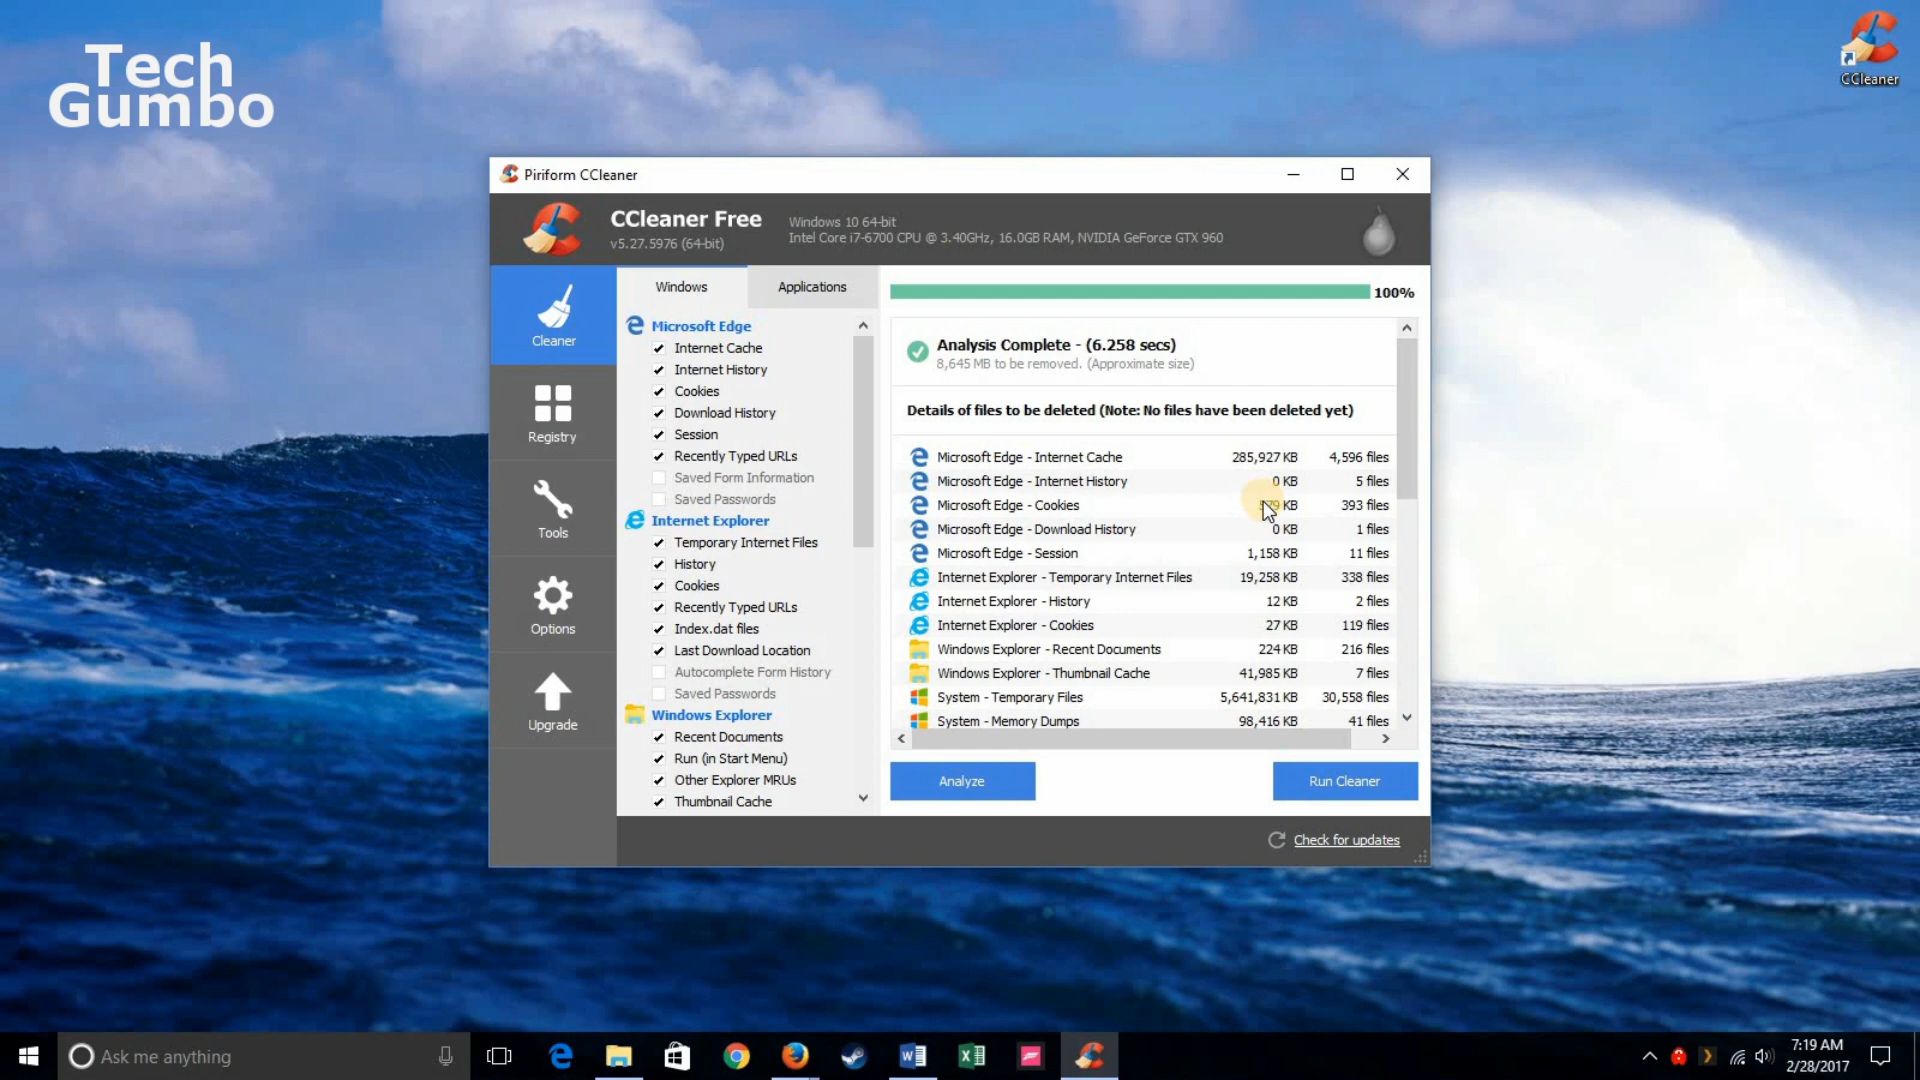 Tech
Gumbo
CCleaner
Piriform CCleaner
CCleaner Free
v5.27.5976 (64-bit)
Windows 10 64-bit
Intel Core i7-6700 CPU @ 3.40GHz, 16.0GB RAM, NVIDIA GeForce GTX 960
Cleaner
Registry
Tools
Options
Upgrade
Windows
Applications
Microsoft Edge
Internet Cache
Internet History
Cookies
Download History
Session
Recently Typed URLs
Saved Form Information
Saved Passwords
Internet Explorer
Temporary Internet Files
History
Cookies
Recently Typed URLs
Index.dat files
Last Download Location
Autocomplete Form History
Saved Passwords
Windows Explorer
Recent Documents
Run (in Start Menu)
Other Explorer MRUs
Thumbnail Cache
100%
Analysis Complete - (6.258 secs)
8,645 MB to be removed. (Approximate size)
Details of files to be deleted (Note: No files have been deleted yet)
Microsoft Edge - Internet Cache 285,927 KB 4,596 files
Microsoft Edge - Internet History 0 KB 5 files
Microsoft Edge - Cookies KB 393 files
Microsoft Edge - Download History 0 KB 1 files
Microsoft Edge - Session 1,158 KB 11 files
Internet Explorer - Temporary Internet Files 19,258 KB 338 files
Internet Explorer - History 12 KB 2 files
Internet Explorer - Cookies 27 KB 119 files
Windows Explorer - Recent Documents 224 KB 216 files
Windows Explorer - Thumbnail Cache 41,985 KB 7 files
System - Temporary Files 5,641,831 KB 30,558 files
System - Memory Dumps 98,416 KB 41 files
Analyze
Run Cleaner
Check for updates
Ask me anything
7:19 AM
2/28/2017